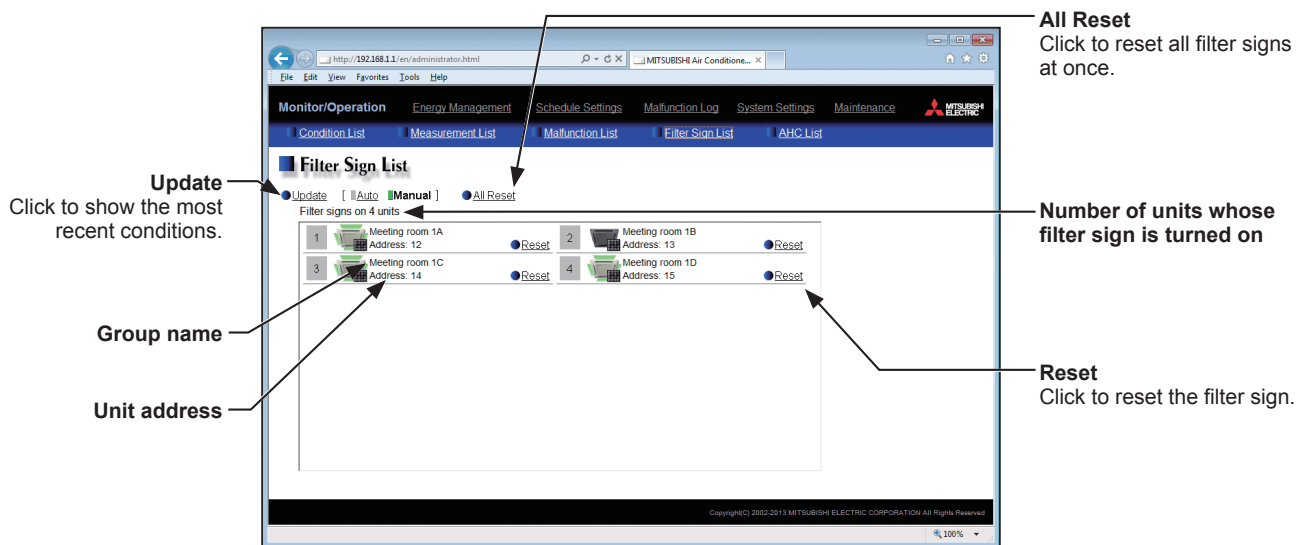 All Reset
Click to reset all filter signs
at once.
http://192.168.1.1/en/administrator.html
MITSUBISHI Air Conditione...
File Edit View Favorites Tools Help
Monitor/Operation Energy Management Schedule Settings Malfunction Log System Settings Maintenance MITSUBISHI ELECTRIC
Condition List Measurement List Malfunction List Filter Sign List AHC List
Filter Sign List
Update
Click to show the most
recent conditions.
Update [ Auto Manual ] All Reset
Filter signs on 4 units
Number of units whose
filter sign is turned on
1 Meeting room 1A
Address: 12 Reset
2 Meeting room 1B
Address: 13 Reset
3 Meeting room 1C
Address: 14 Reset
4 Meeting room 1D
Address: 15 Reset
Group name
Unit address
Reset
Click to reset the filter sign.
Copyright(C) 2002-2013 MITSUBISHI ELECTRIC CORPORATION All Rights Reserved
100%